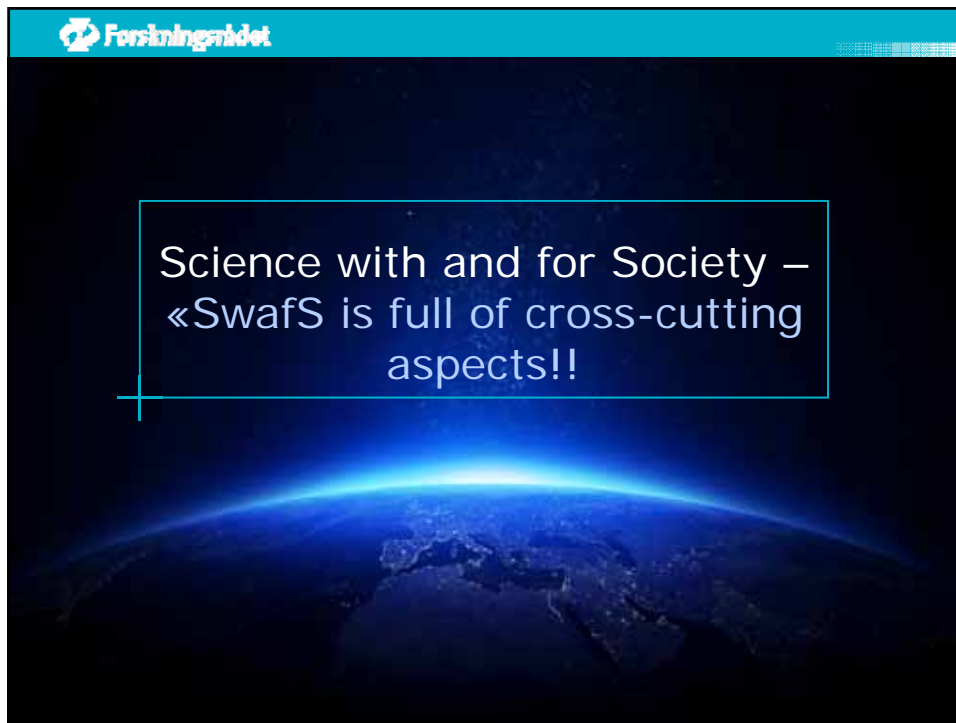 Forskningsrådet
Science with and for Society –
«SwafS is full of cross-cutting
aspects!!